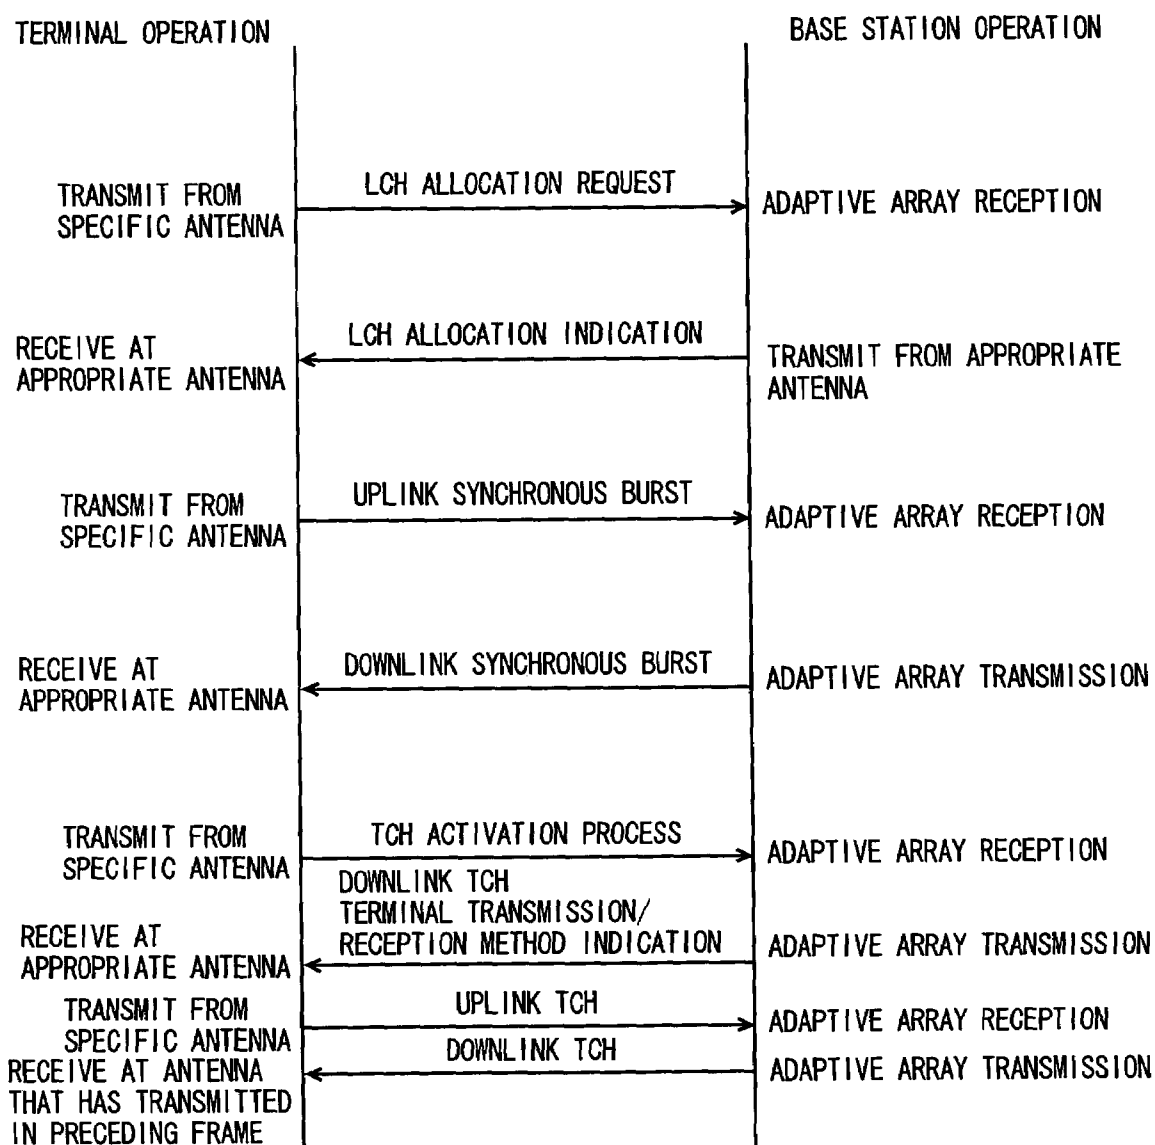 TERMINAL OPERATION
BASE STATION OPERATION
TRANSMIT FROM
SPECIFIC ANTENNA
LCH ALLOCATION REQUEST
ADAPTIVE ARRAY RECEPTION
RECEIVE AT
APPROPRIATE ANTENNA
LCH ALLOCATION INDICATION
TRANSMIT FROM APPROPRIATE
ANTENNA
TRANSMIT FROM
SPECIFIC ANTENNA
UPLINK SYNCHRONOUS BURST
ADAPTIVE ARRAY RECEPTION
RECEIVE AT
APPROPRIATE ANTENNA
DOWNLINK SYNCHRONOUS BURST
ADAPTIVE ARRAY TRANSMISSION
TRANSMIT FROM
SPECIFIC ANTENNA
TCH ACTIVATION PROCESS
ADAPTIVE ARRAY RECEPTION
RECEIVE AT
APPROPRIATE ANTENNA
DOWNLINK TCH
TERMINAL TRANSMISSION/
RECEPTION METHOD INDICATION
ADAPTIVE ARRAY TRANSMISSION
TRANSMIT FROM
SPECIFIC ANTENNA
UPLINK TCH
ADAPTIVE ARRAY RECEPTION
RECEIVE AT ANTENNA
THAT HAS TRANSMITTED
IN PRECEDING FRAME
DOWNLINK TCH
ADAPTIVE ARRAY TRANSMISSION